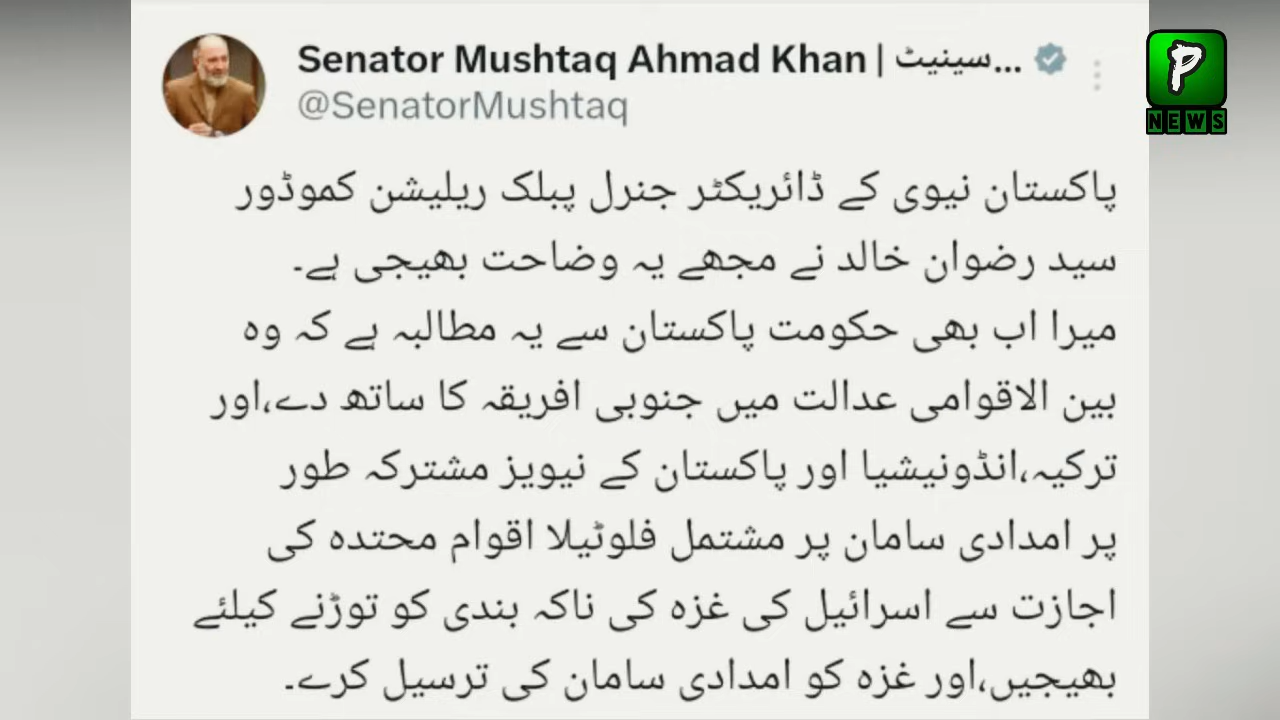 Senator Mushtaq Ahmad Khan | سینیٹ...
@SenatorMushtaq
P
NEWS
پاکستان نیوی کے ڈائریکٹر جنرل پبلک ریلیشن کموڈور
سید رضوان خالد نے مجھے یہ وضاحت بھیجی ہے۔
میرا اب بھی حکومت پاکستان سے یہ مطالبہ ہے کہ وہ
بین الاقوامی عدالت میں جنوبی افریقہ کا ساتھ دے،اور
ترکیہ،انڈونیشیا اور پاکستان کے نیویز مشترکہ طور
پر امدادی سامان پر مشتمل فلوٹیلا اقوام محتدہ کی
اجازت سے اسرائیل کی غزہ کی ناکہ بندی کو توڑنے کیلئے
بھیجیں،اور غزہ کو امدادی سامان کی ترسیل کرے۔